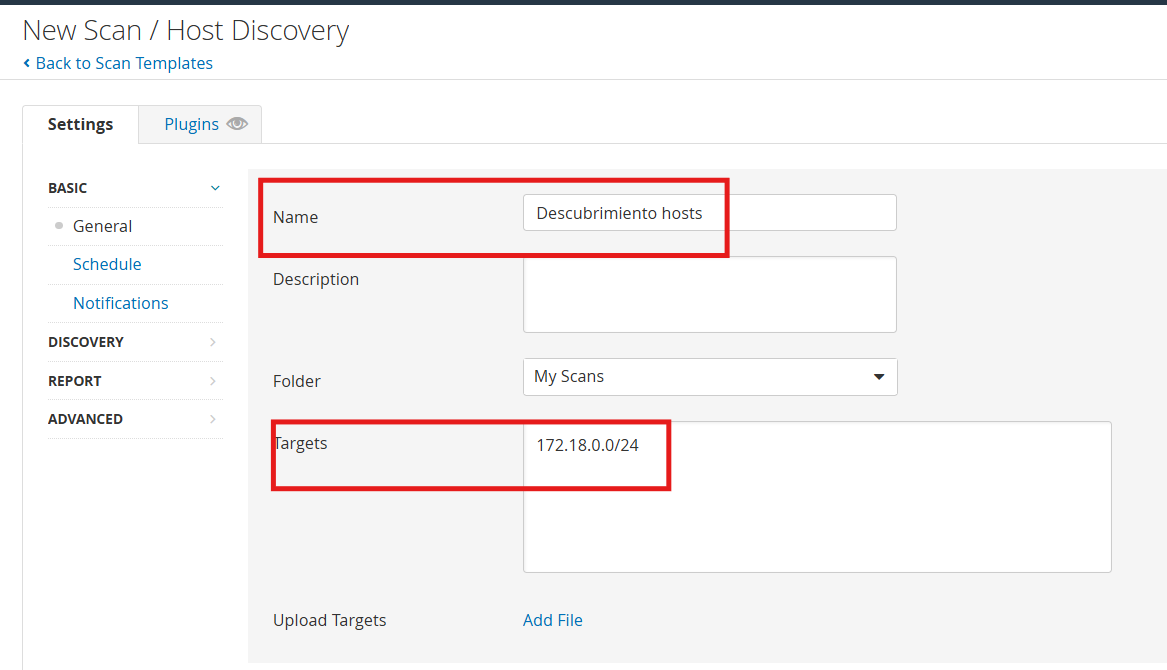 New Scan / Host Discovery
Back to Scan Templates
Settings
Plugins
BASIC
General
Schedule
Notifications
DISCOVERY
REPORT
ADVANCED
Name
Descubrimiento hosts
Description
Folder
My Scans
Targets
172.18.0.0/24
Upload Targets
Add File